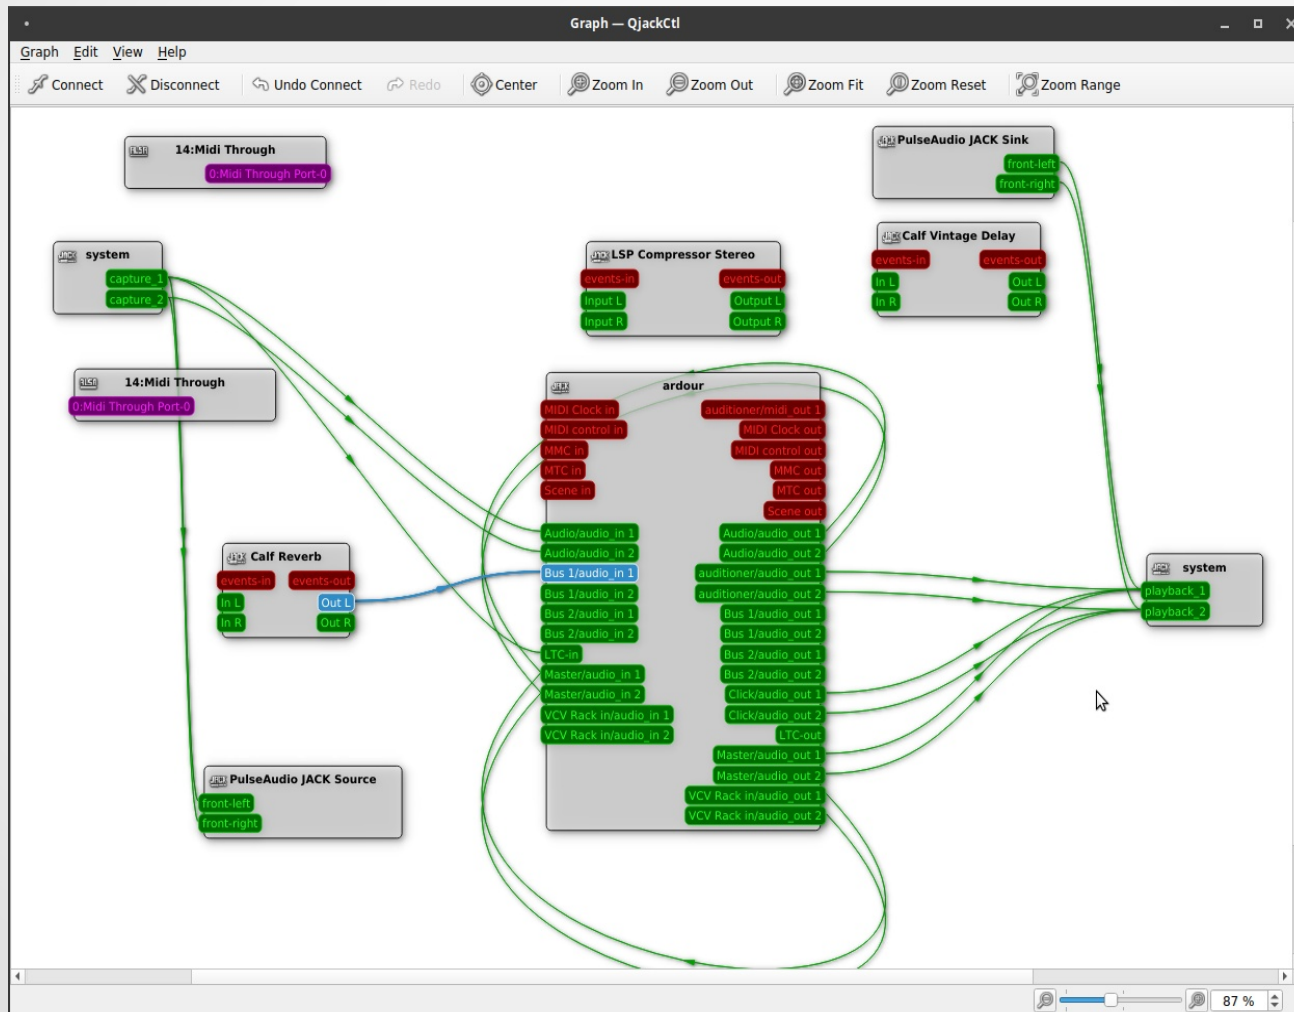 Graph — QjackCtl
Graph Edit View Help
Connect Disconnect Undo Connect Redo Center Zoom In Zoom Out Zoom Fit Zoom Reset Zoom Range
14:Midi Through
0:Midi Through Port-0
PulseAudio JACK Sink
front-left
front-right
system
capture_1
capture_2
LSP Compressor Stereo
events-in events-out
Input L Output L
Input R Output R
Calf Vintage Delay
events-in events-out
In L Out L
In R Out R
14:Midi Through
0:Midi Through Port-0
ardour
MIDI Clock in auditioner/midi_out 1
MIDI control in MIDI Clock out
MMC in MIDI control out
MTC in MMC out
Scene in MTC out
Scene out
Audio/audio_in 1 Audio/audio_out 1
Audio/audio_in 2 Audio/audio_out 2
Bus 1/audio_in 1 auditioner/audio_out 1
Bus 1/audio_in 2 auditioner/audio_out 2
Bus 2/audio_in 1 Bus 1/audio_out 1
Bus 2/audio_in 2 Bus 1/audio_out 2
LTC-in Bus 2/audio_out 1
Master/audio_in 1 Bus 2/audio_out 2
Master/audio_in 2 Click/audio_out 1
VCV Rack in/audio_in 1 Click/audio_out 2
VCV Rack in/audio_in 2 LTC-out
Master/audio_out 1
Master/audio_out 2
VCV Rack in/audio_out 1
VCV Rack in/audio_out 2
Calf Reverb
events-in events-out
In L Out L
In R Out R
system
playback_1
playback_2
PulseAudio JACK Source
front-left
front-right
87 %